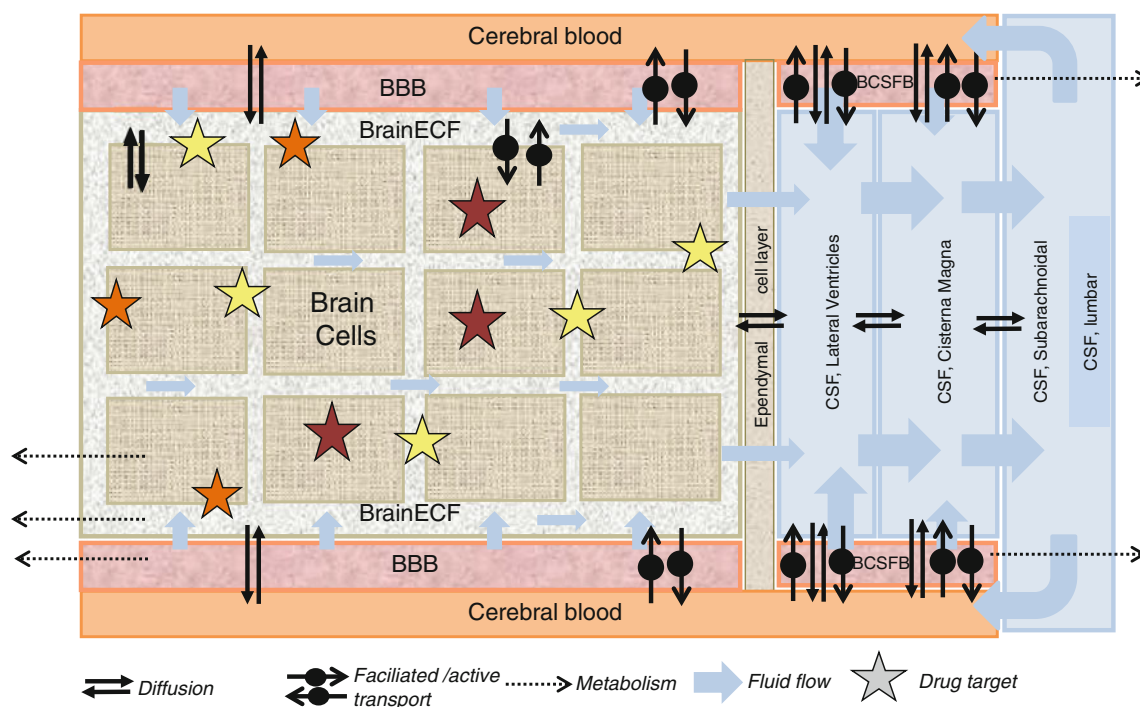 Cerebral blood
BBB
BCSFB
BrainECF
Brain
Cells
Ependymal cell layer
CSF, Lateral Ventricles
CSF, Cisterna Magna
CSF, Subarachnoidal
CSF, lumbar
BrainECF
BBB
BCSFB
Cerebral blood
Diffusion
Faciliated /active
transport
Metabolism
Fluid flow
Drug target